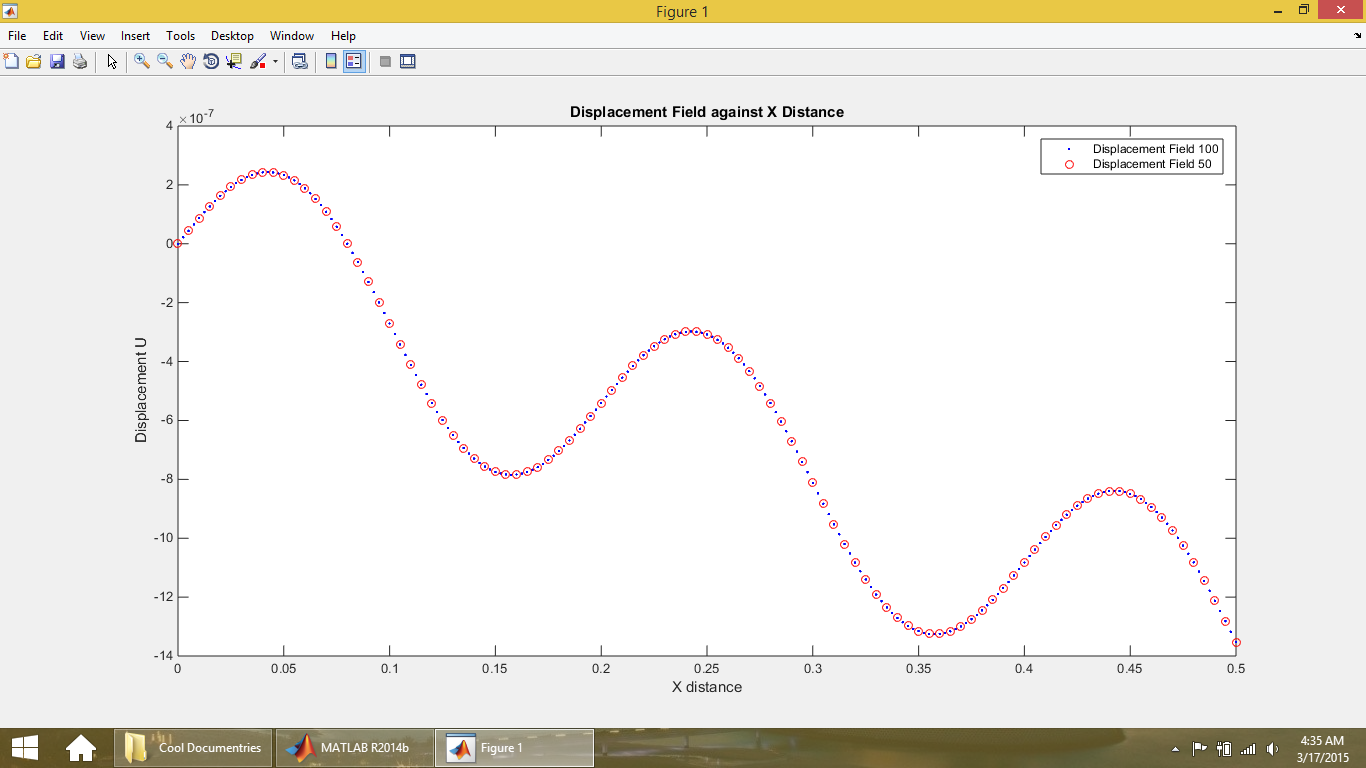 Figure 1
File Edit View Insert Tools Desktop Window Help
Displacement Field against X Distance
×10-7
4
2
0
-2
-4
-6
-8
-10
-12
-14
Displacement U
Displacement Field 100
Displacement Field 50
0 0.05 0.1 0.15 0.2 0.25 0.3 0.35 0.4 0.45 0.5
X distance
Cool Documentries MATLAB R2014b Figure 1
4:35 AM
3/17/2015